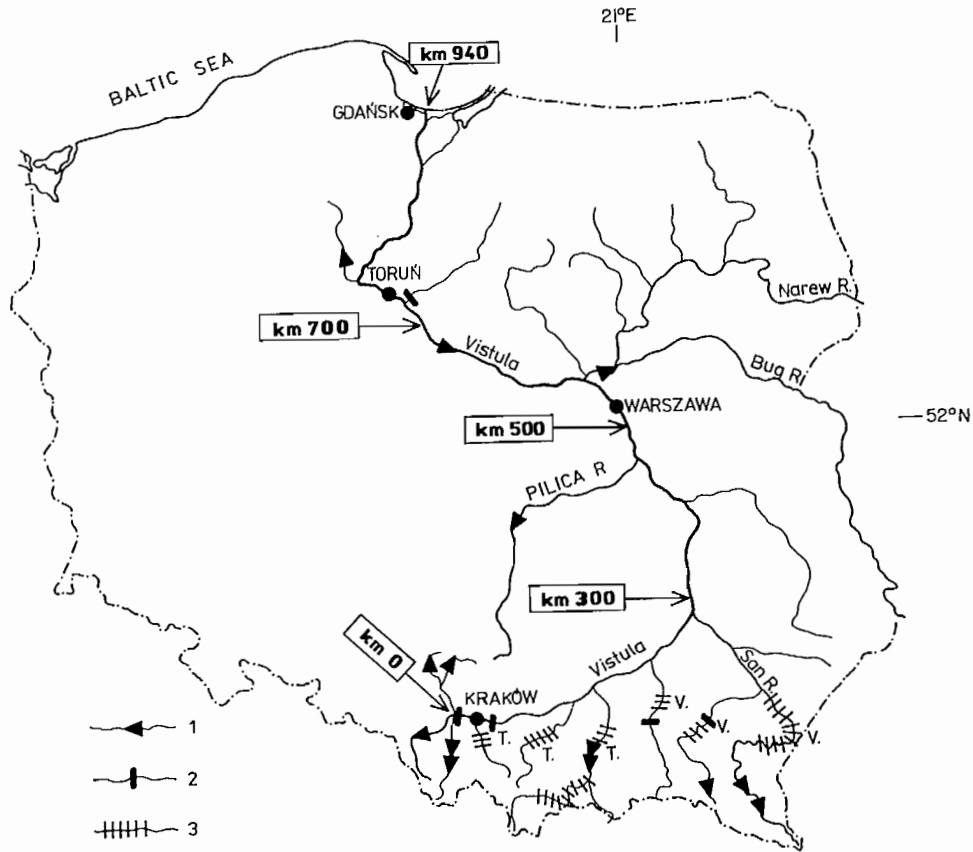 21°E
km 940
BALTIC SEA
GDAŃSK
TORUŃ
Narew R.
km 700
Vistula
Bug Ri
WARSZAWA
52°N
km 500
PILICA R
km 300
km 0
Vistula
San R.
KRAKÓW
V.
T.
T.
T.
V.
V.
1
2
3